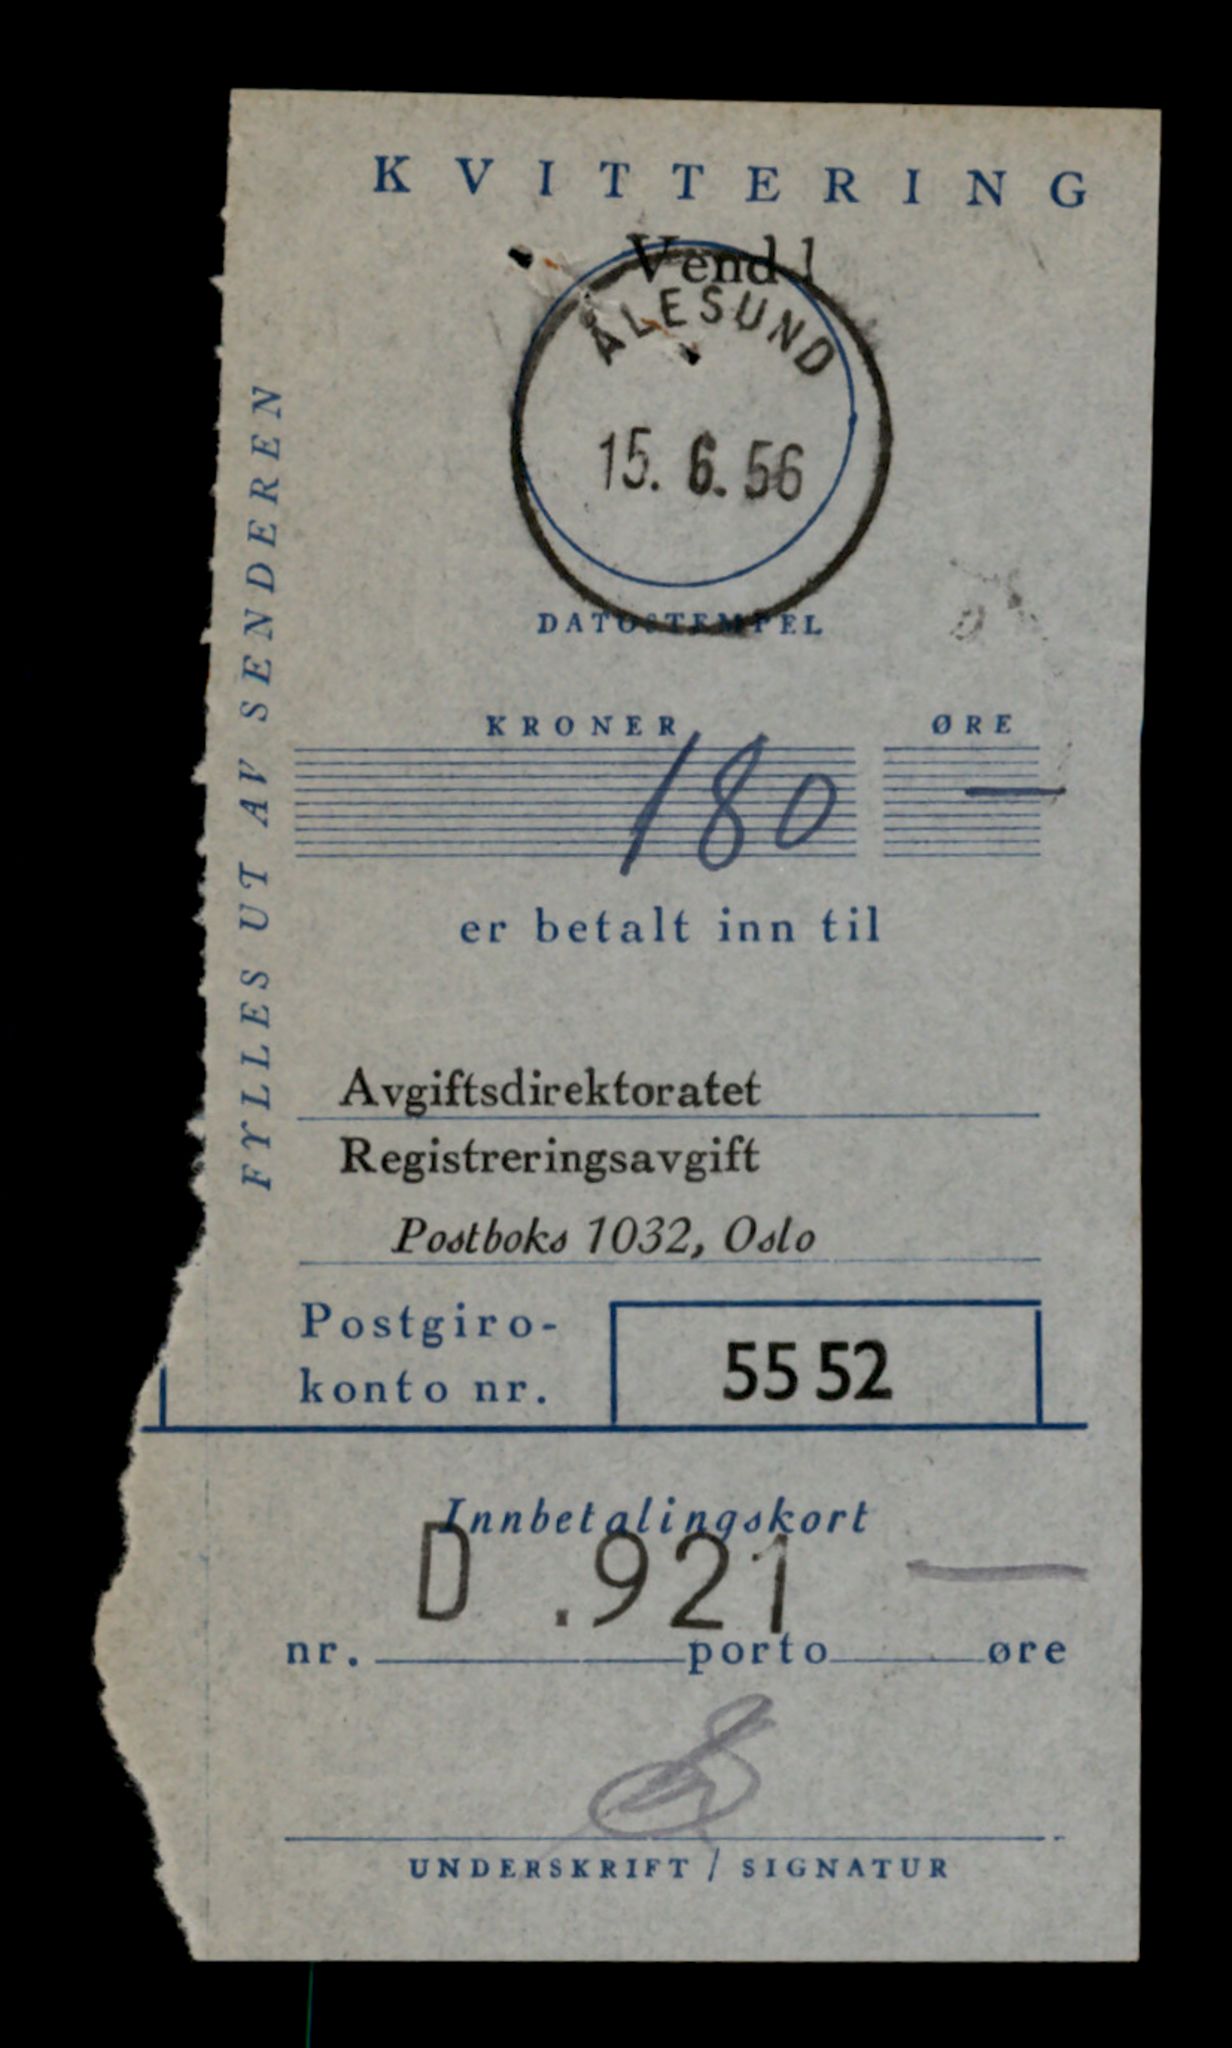 KVITTERING
Vend!
ÅLESUND
15. 6. 56
DATOSTEMPEL
FYLLES UT AV SENDEREN
KRONER ØRE
180 —
er betalt inn til
Avgiftsdirektoratet
Registreringsavgift
Postboks 1032, Oslo
Postgiro-
konto nr. 55 52
Innbetalingskort
D .921 —
nr. porto øre
UNDERSKRIFT / SIGNATUR